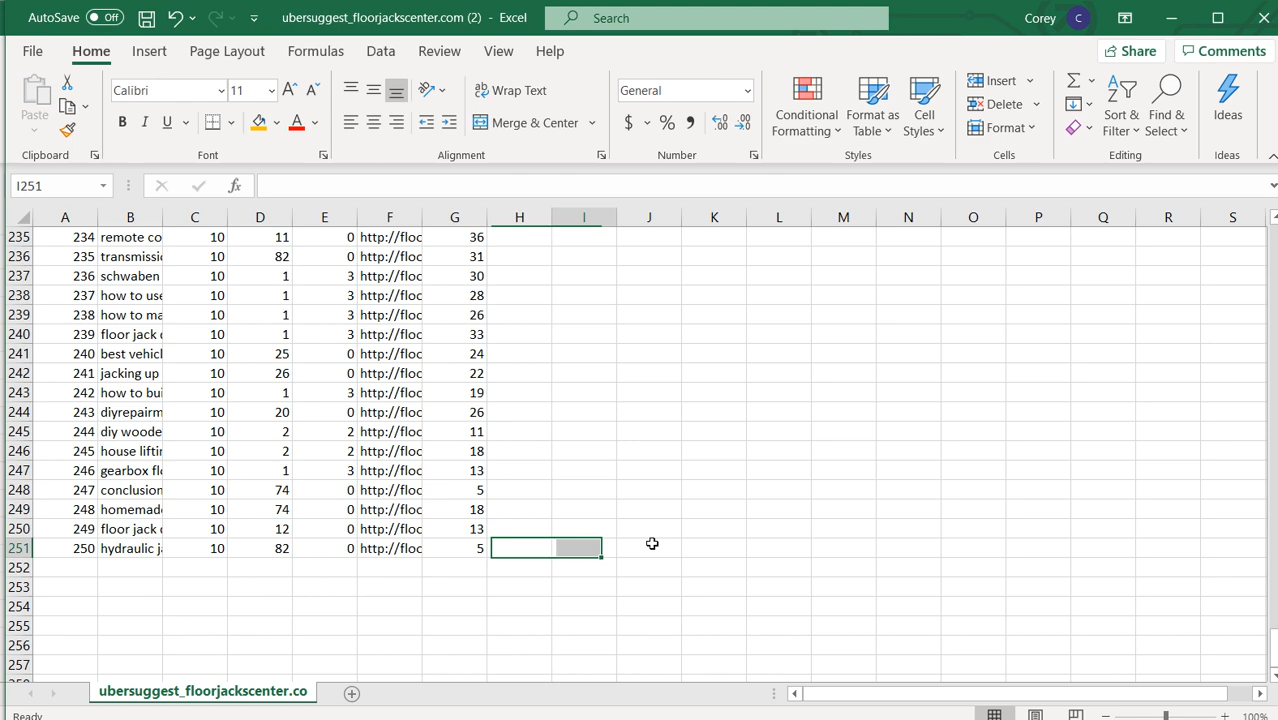 AutoSave Off ubersuggest_floorjackscenter.com (2) - Excel Search Corey C
File Home Insert Page Layout Formulas Data Review View Help Share Comments
Paste Calibri 11 Wrap Text General Conditional Formatting Format as Table Cell Styles Insert Σ Sort & Filter Find & Select Ideas
B I U Merge & Center $ % Delete
Format
Clipboard Font Alignment Number Styles Cells Editing Ideas
I251 fx
A B C D E F G H I J K L M N O P Q R S
235 234 remote co 10 11 0 http://floc 36
236 235 transmissi 10 82 0 http://floc 31
237 236 schwaben 10 1 3 http://floc 30
238 237 how to use 10 1 3 http://floc 28
239 238 how to ma 10 1 3 http://floc 26
240 239 floor jack 10 1 3 http://floc 33
241 240 best vehicl 10 25 0 http://floc 24
242 241 jacking up 10 26 0 http://floc 22
243 242 how to bui 10 1 3 http://floc 19
244 243 diyrepairm 10 20 0 http://floc 26
245 244 diy woode 10 2 2 http://floc 11
246 245 house liftin 10 2 2 http://floc 18
247 246 gearbox fl 10 1 3 http://floc 13
248 247 conclusion 10 74 0 http://floc 5
249 248 homemade 10 74 0 http://floc 18
250 249 floor jack 10 12 0 http://floc 13
251 250 hydraulic j 10 82 0 http://floc 5
252
253
254
255
256
257
ubersuggest_floorjackscenter.co
Ready 100%